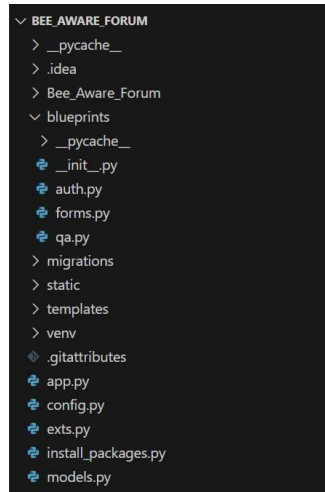 BEE_AWARE_FORUM
__pycache__
.idea
Bee_Aware_Forum
blueprints
__pycache__
__init__.py
auth.py
forms.py
qa.py
migrations
static
templates
venv
.gitattributes
app.py
config.py
exts.py
install_packages.py
models.py